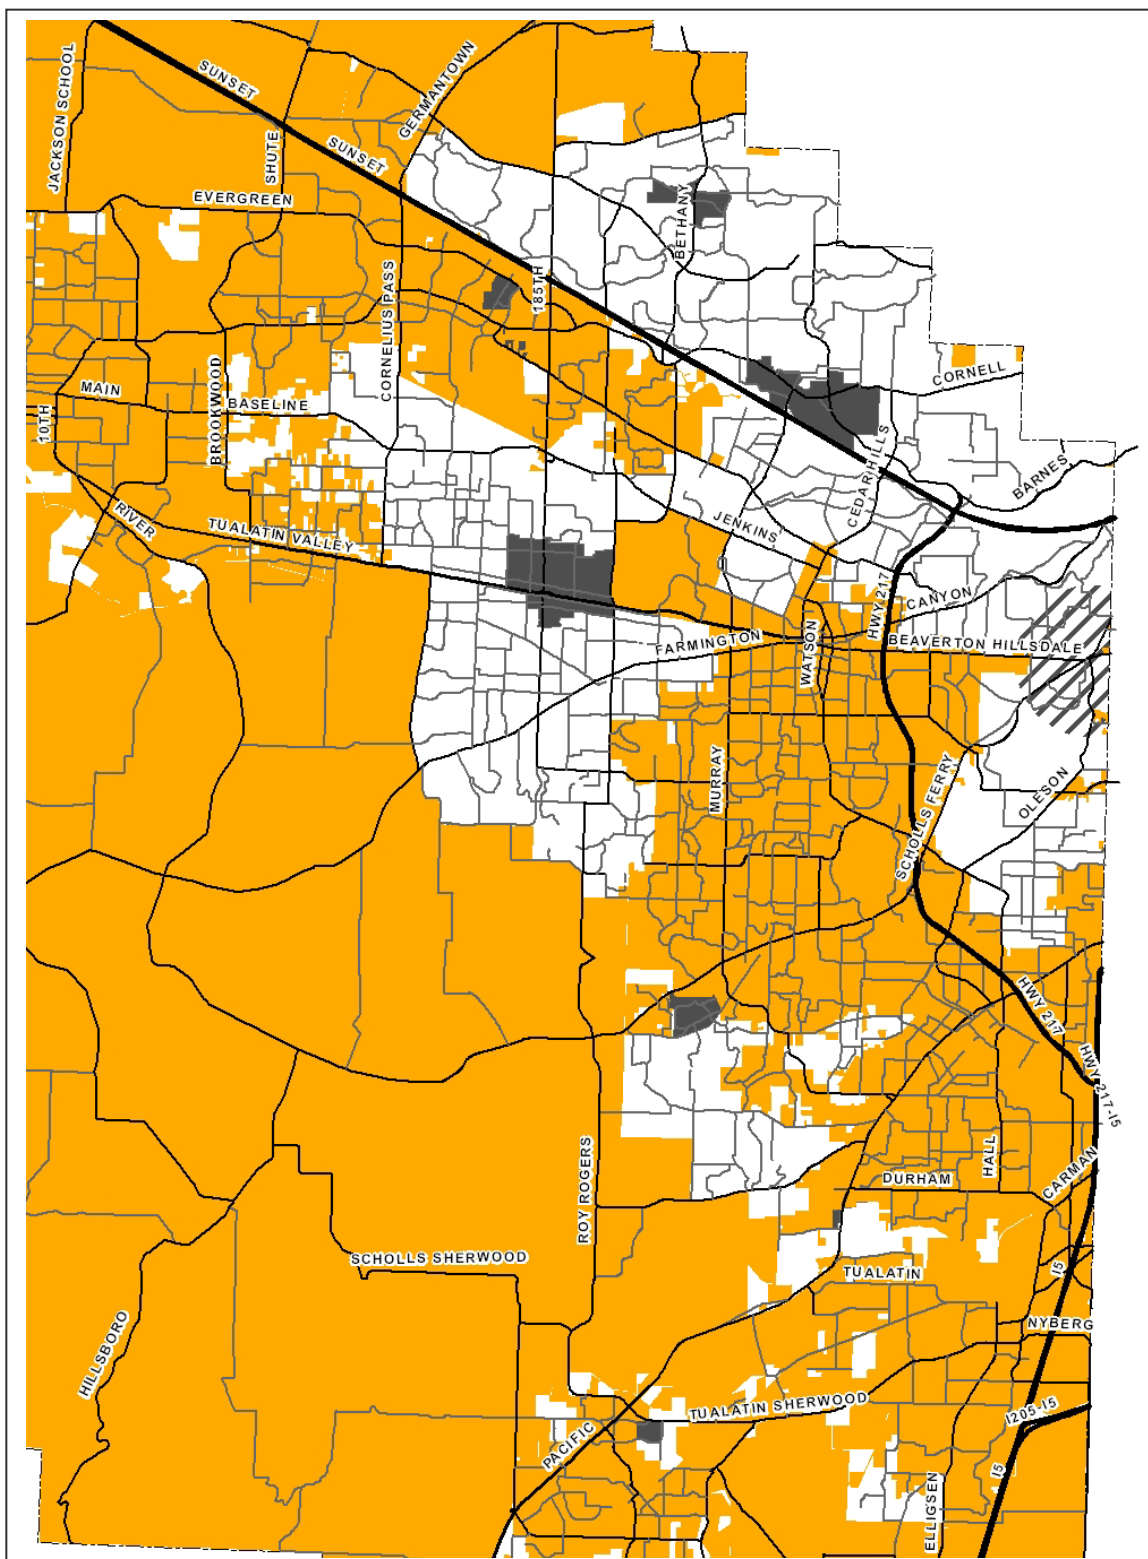 SUNSET
GERMANTOWN
JACKSON SCHOOL
SHUTE
SUNSET
EVERGREEN
BETHANY
CORNELIUS PASS
185TH
CORNELL
MAIN
BROOKWOOD
BASELINE
10TH
CEDAR HILLS
BARNES
RIVER
TUALATIN VALLEY
JENKINS
HWY 217
CANYON
FARMINGTON
WATSON
BEAVERTON HILLSDALE
MURRAY
SCHOLLS FERRY
OLESON
HWY 217
HWY 217-I5
ROY ROGERS
HALL
CARMAN
DURHAM
SCHOLLS SHERWOOD
TUALATIN
I5
NYBERG
HILLSBORO
TUALATIN SHERWOOD
I205-I5
PACIFIC
I5
ELLIGSEN